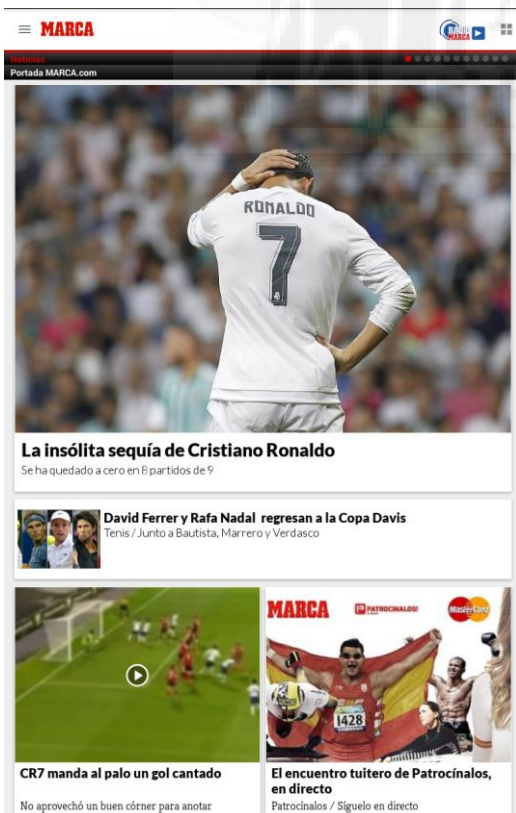 MARCA
RADIO
MARCA
Noticias
Portada MARCA.com
RONALDO
7
La insólita sequía de Cristiano Ronaldo
Se ha quedado a cero en 8 partidos de 9
David Ferrer y Rafa Nadal regresan a la Copa Davis
Tenis / Junto a Bautista, Marrero y Verdasco
CR7 manda al palo un gol cantado
No aprovechó un buen córner para anotar
MARCA
PATROCINALOS!
MasterCard
1428
El encuentro tuitero de Patrocínalos,
en directo
Patrocínalos / Síguelo en directo